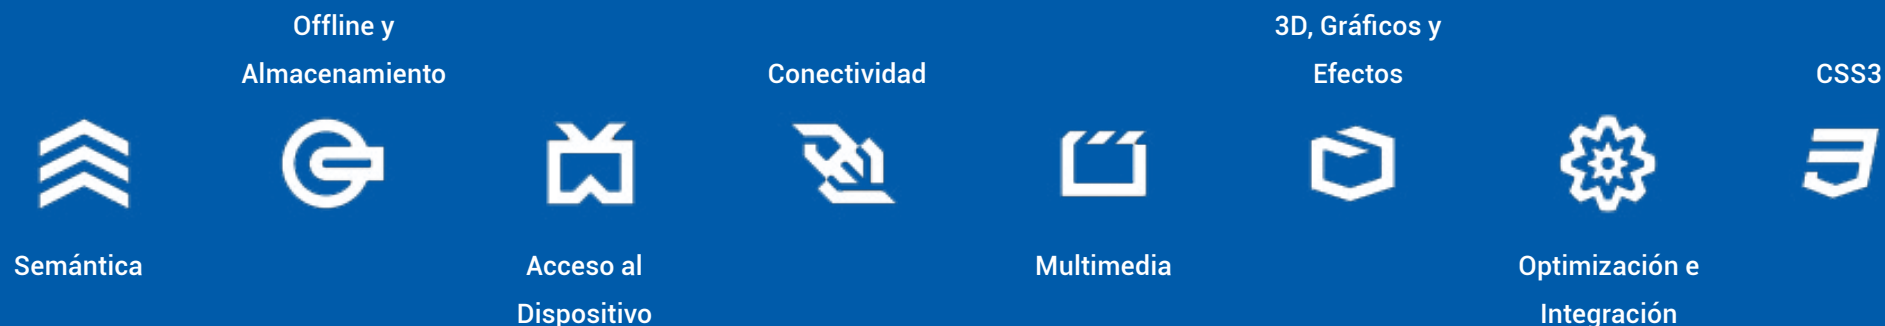 Offline y
Almacenamiento
Conectividad
3D, Gráficos y
Efectos
CSS3
Semántica
Acceso al
Dispositivo
Multimedia
Optimización e
Integración